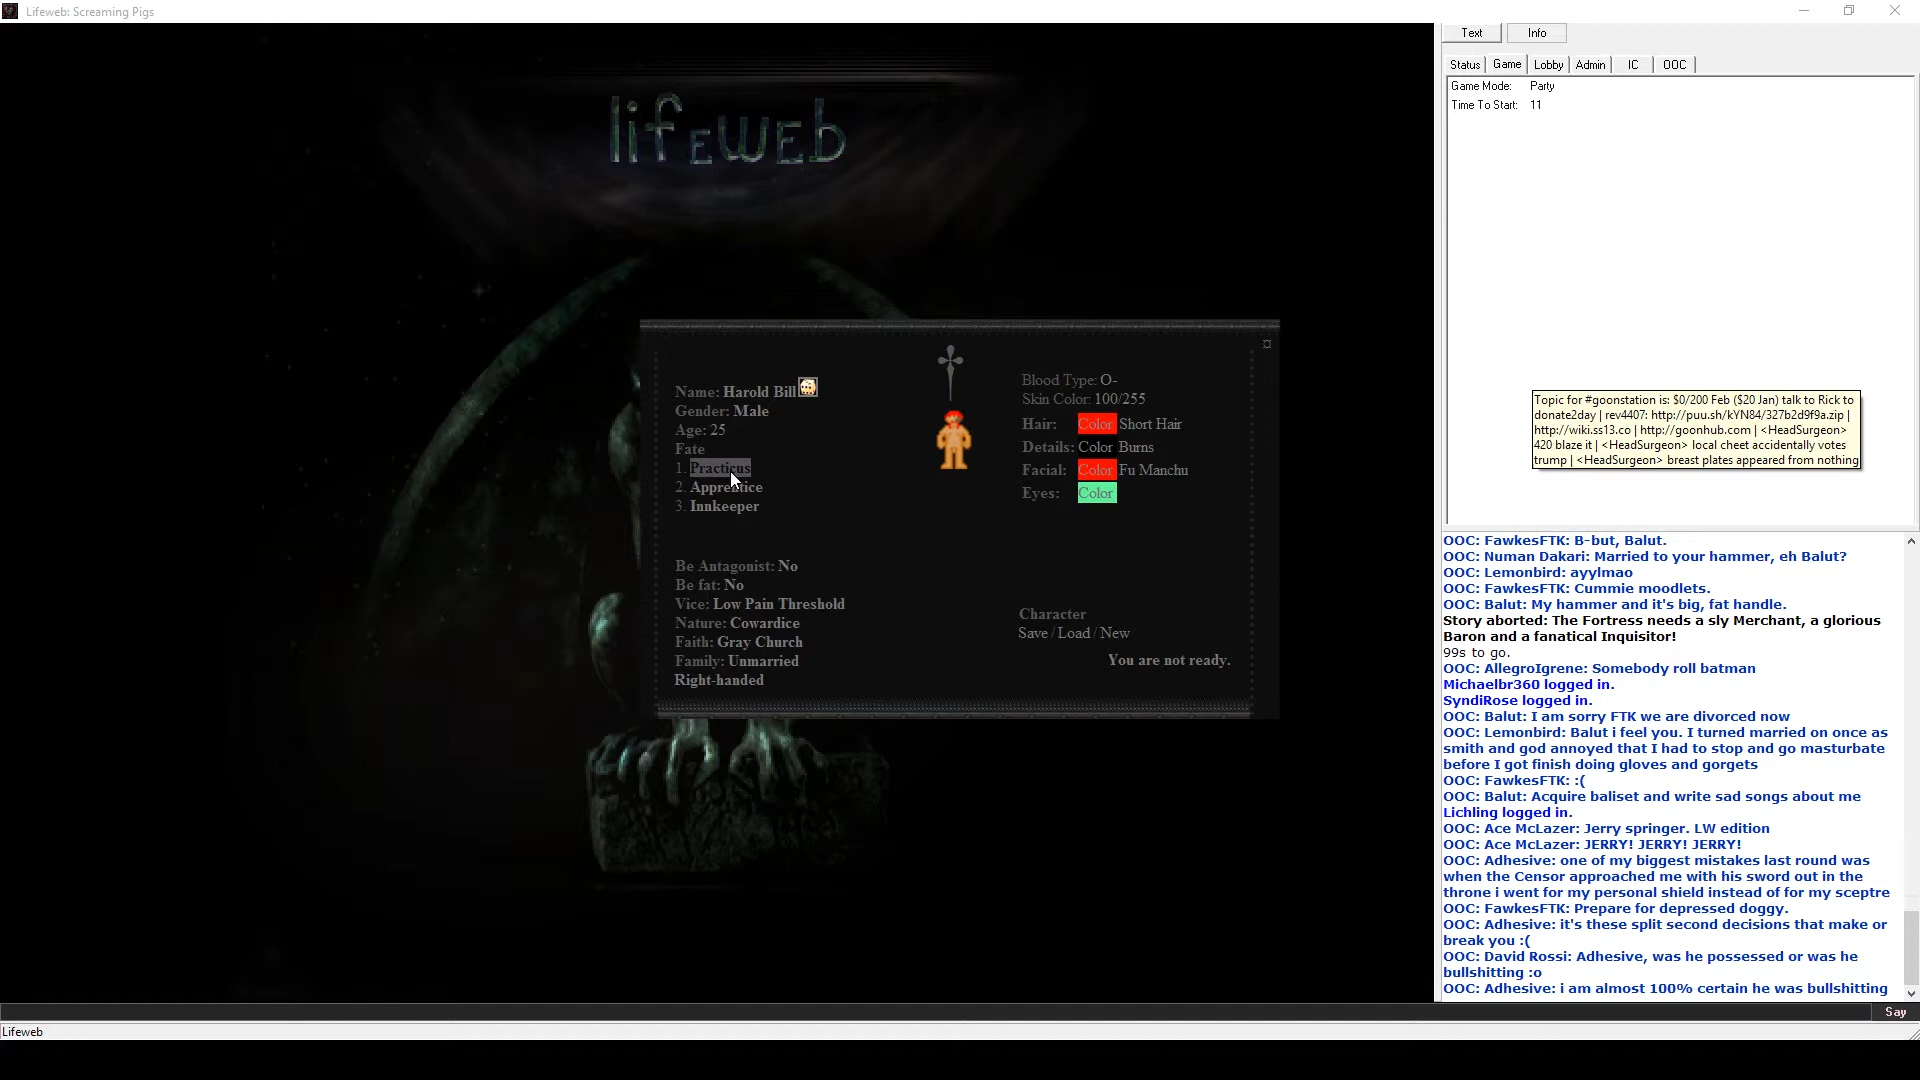 Lifeweb: Screaming Pigs
lifeweb
Name: Harold Bill
Gender: Male
Age: 25
Fate
1. Practicus
2. Apprentice
3. Innkeeper
Be Antagonist: No
Be fat: No
Vice: Low Pain Threshold
Nature: Cowardice
Faith: Gray Church
Family: Unmarried
Right-handed
Blood Type: O-
Skin Color: 100/255
Hair: Color Short Hair
Details: Color Burns
Facial: Color Fu Manchu
Eyes: Color
Character
Save / Load / New
You are not ready.
Text Info
Status Game Lobby Admin IC OOC
Game Mode: Party
Time To Start: 11
Topic for #goonstation is: $0/200 Feb ($20 Jan) talk to Rick to
donate2day | rev4407: http://puu.sh/kYN84/327b2d9f9a.zip |
http://wiki.ss13.co | http://goonhub.com | <HeadSurgeon>
420 blaze it | <HeadSurgeon> local cheet accidentally votes
trump | <HeadSurgeon> breast plates appeared from nothing
OOC: FawkesFTK: B-but, Balut.
OOC: Numan Dakari: Married to your hammer, eh Balut?
OOC: Lemonbird: ayylmao
OOC: FawkesFTK: Cummie moodlets.
OOC: Balut: My hammer and it's big, fat handle.
Story aborted: The Fortress needs a sly Merchant, a glorious
Baron and a fanatical Inquisitor!
99s to go.
OOC: AllegroIgrene: Somebody roll batman
Michaelbr360 logged in.
SyndiRose logged in.
OOC: Balut: I am sorry FTK we are divorced now
OOC: Lemonbird: Balut i feel you. I turned married on once as
smith and god annoyed that I had to stop and go masturbate
before I got finish doing gloves and gorgets
OOC: FawkesFTK: :(
OOC: Balut: Acquire baliset and write sad songs about me
Lichling logged in.
OOC: Ace McLazer: Jerry springer. LW edition
OOC: Ace McLazer: JERRY! JERRY! JERRY!
OOC: Adhesive: one of my biggest mistakes last round was
when the Censor approached me with his sword out in the
throne i went for my personal shield instead of for my sceptre
OOC: FawkesFTK: Prepare for depressed doggy.
OOC: Adhesive: it's these split second decisions that make or
break you :(
OOC: David Rossi: Adhesive, was he possessed or was he
bullshitting :o
OOC: Adhesive: i am almost 100% certain he was bullshitting
Say
Lifeweb